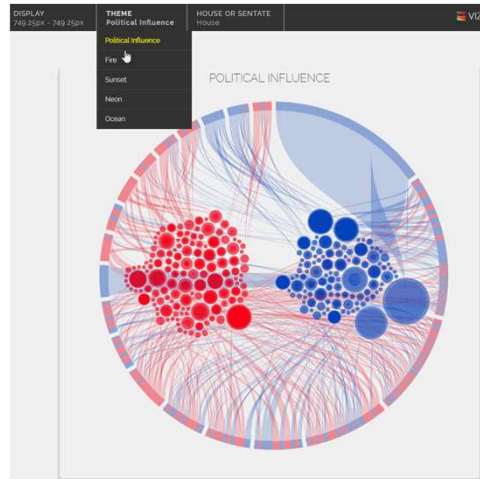 DISPLAY
749.25px - 749.25px
THEME
Political Influence
HOUSE OR SENTATE
House
VIZ
Political Influence
Fire
Sunset
Neon
Ocean
POLITICAL INFLUENCE